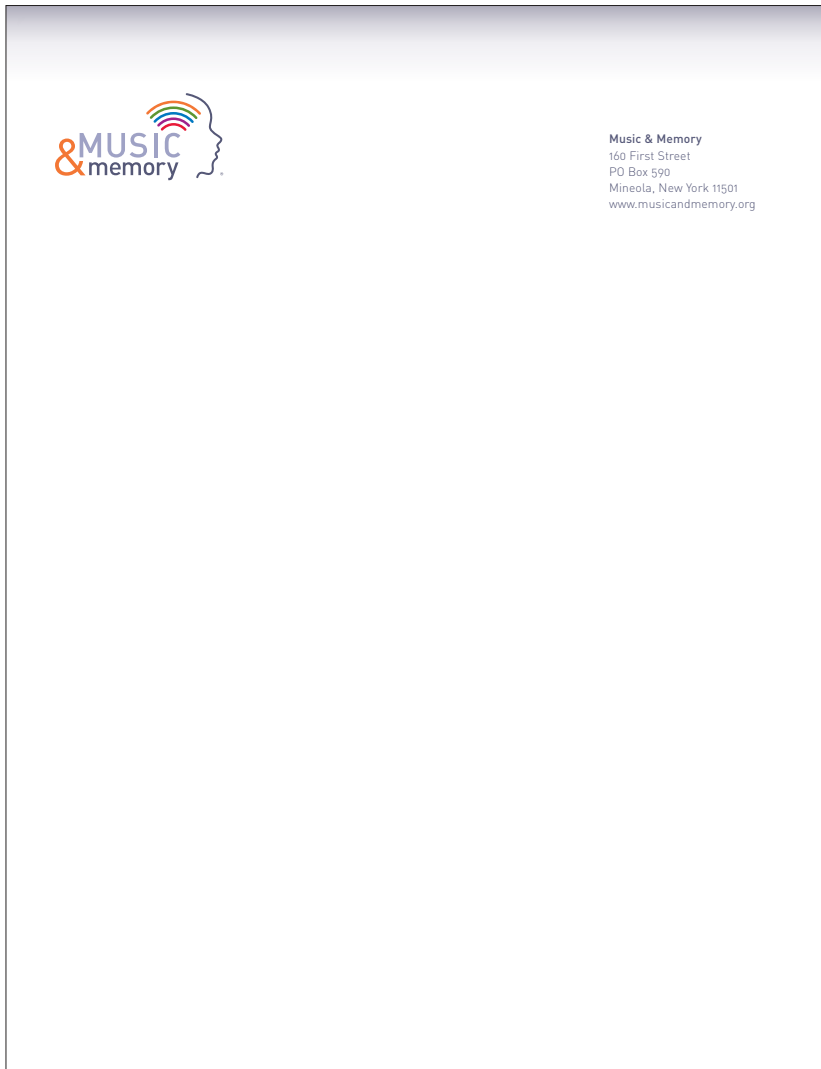 &MUSIC
memory
Music & Memory
160 First Street
PO Box 590
Mineola, New York 11501
www.musicandmemory.org